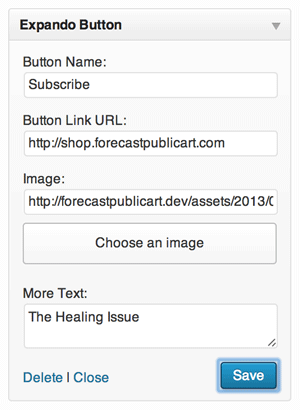 Expando Button
Button Name:
Subscribe
Button Link URL:
http://shop.forecastpublicart.com
Image:
http://forecastpublicart.dev/assets/2013/0
Choose an image
More Text:
The Healing Issue
Delete | Close
Save